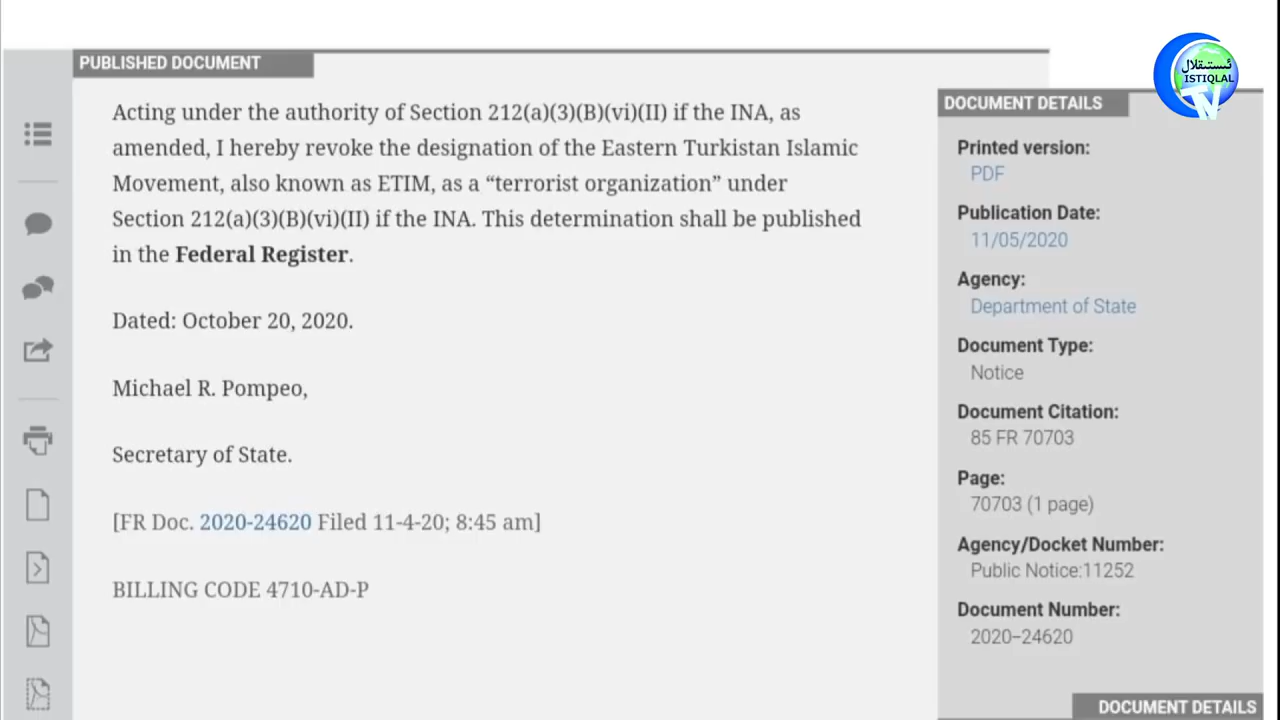 PUBLISHED DOCUMENT
Acting under the authority of Section 212(a)(3)(B)(vi)(II) if the INA, as
amended, I hereby revoke the designation of the Eastern Turkistan Islamic
Movement, also known as ETIM, as a “terrorist organization” under
Section 212(a)(3)(B)(vi)(II) if the INA. This determination shall be published
in the Federal Register.
Dated: October 20, 2020.
Michael R. Pompeo,
Secretary of State.
[FR Doc. 2020-24620 Filed 11-4-20; 8:45 am]
BILLING CODE 4710-AD-P
ئىستىقلال
ISTIQLAL
TV
DOCUMENT DETAILS
Printed version:
PDF
Publication Date:
11/05/2020
Agency:
Department of State
Document Type:
Notice
Document Citation:
85 FR 70703
Page:
70703 (1 page)
Agency/Docket Number:
Public Notice:11252
Document Number:
2020–24620
DOCUMENT DETAILS